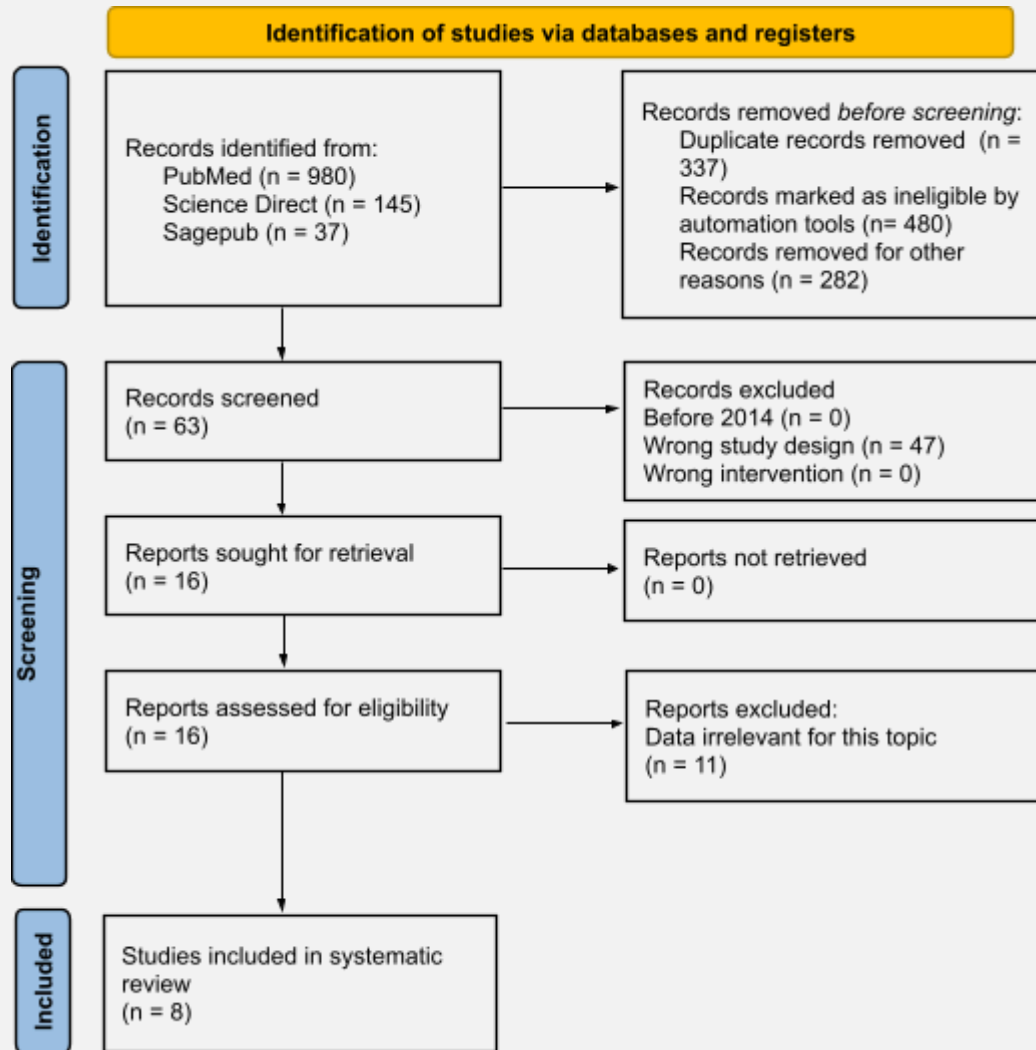 Identification of studies via databases and registers
Identification
Records identified from:
PubMed (n = 980)
Science Direct (n = 145)
Sagepub (n = 37)
Records removed before screening:
Duplicate records removed  (n =
337)
Records marked as ineligible by
automation tools (n= 480)
Records removed for other
reasons (n = 282)
Screening
Records screened
(n = 63)
Records excluded
Before 2014 (n = 0)
Wrong study design (n = 47)
Wrong intervention (n = 0)
Reports sought for retrieval
(n = 16)
Reports not retrieved
(n = 0)
Reports assessed for eligibility
(n = 16)
Reports excluded:
Data irrelevant for this topic
(n = 11)
Included
Studies included in systematic
review
(n = 8)